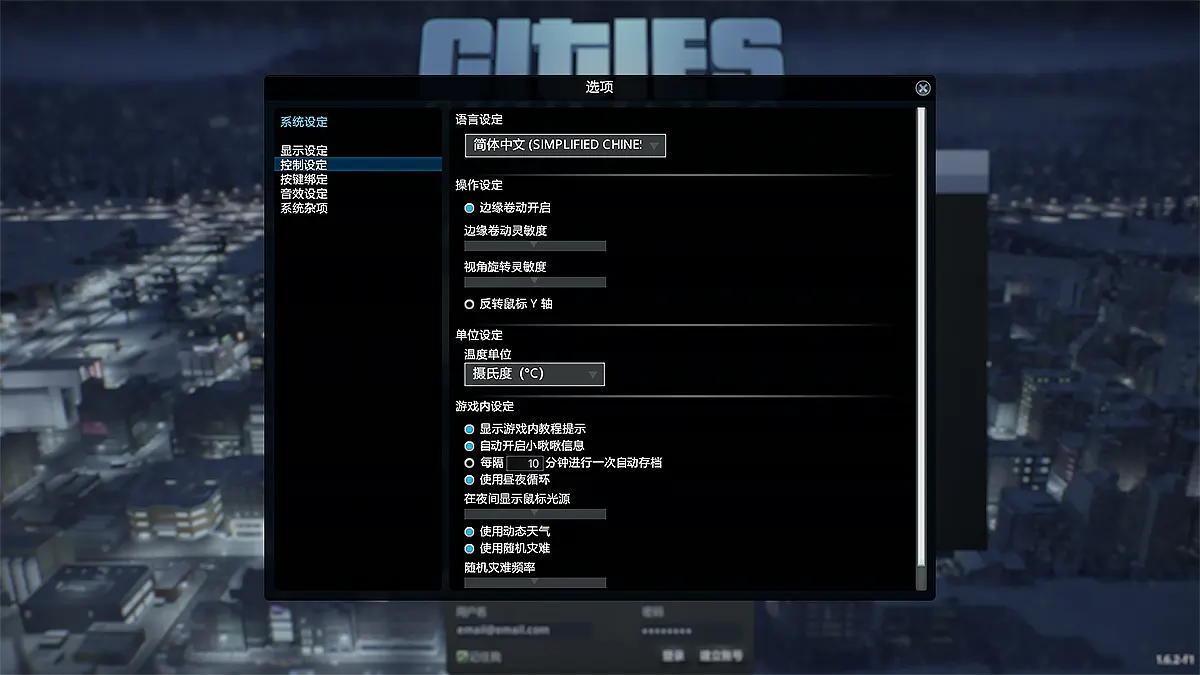 CITIES
选项
系统设定
显示设定
控制设定
按键绑定
音效设定
系统杂项
语言设定
简体中文 (SIMPLIFIED CHINE
操作设定
边缘卷动开启
边缘卷动灵敏度
视角旋转灵敏度
反转鼠标 Y 轴
单位设定
温度单位
摄氏度 (°C)
游戏内设定
显示游戏内教程提示
自动开启小啾啾信息
每隔 10 分钟进行一次自动存档
使用昼夜循环
在夜间显示鼠标光源
使用动态天气
使用随机灾难
随机灾难频率
用户名 密码
email@email.com
登录 建立账号
1.6.2-f1